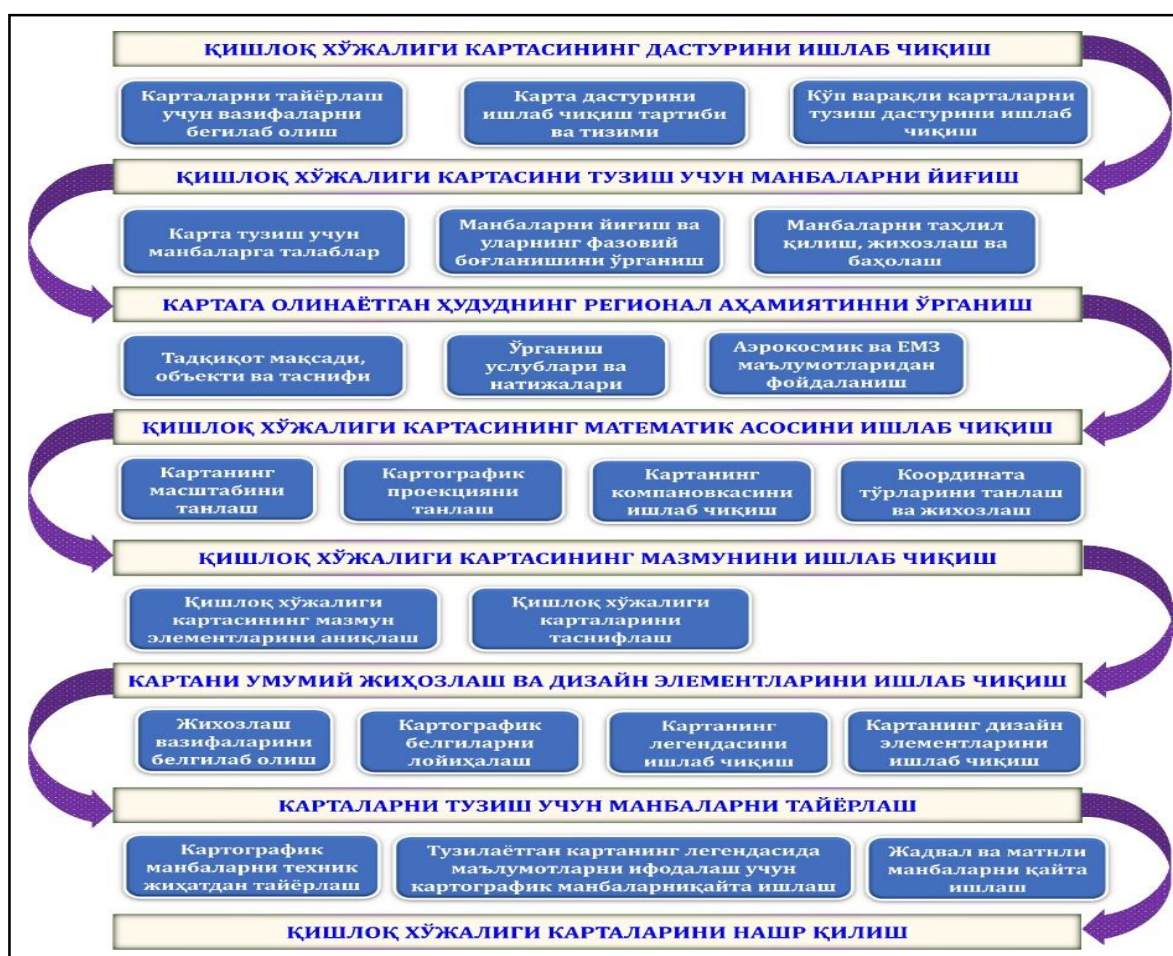 ҚИШЛОҚ ХЎЖАЛИГИ КАРТАСИНИНГ ДАСТУРИНИ ИШЛАБ ЧИҚИШ
Карталарни тайёрлаш
учун вазифаларни
бегилаб олиш
Карта дастурини
ишлаб чиқиш тартиби
ва тизими
Кўп варақли карталарни
тузиш дастурини ишлаб
чиқиш
ҚИШЛОҚ ХЎЖАЛИГИ КАРТАСИНИ ТУЗИШ УЧУН МАНБАЛАРНИ ЙИҒИШ
Карта тузиш учун
манбаларга талаблар
Манбаларни йиғиш ва
уларнинг фазовий
боғланишини ўрганиш
Манбаларни таҳлил
қилиш, жихозлаш ва
баҳолаш
КАРТАГА ОЛИНАЁТГАН ҲУДУДНИНГ РЕГИОНАЛ АҲАМИЯТИННИ ЎРГАНИШ
Тадқиқот мақсади,
объекти ва таснифи
Ўрганиш
услублари ва
натижалари
Аэрокосмик ва ЕМЗ
маълумотларидан
фойдаланиш
ҚИШЛОҚ ХЎЖАЛИГИ КАРТАСИНИНГ МАТЕМАТИК АСОСИНИ ИШЛАБ ЧИҚИШ
Картанинг
масштабини
танлаш
Картографик
проекцияни
танлаш
Картанинг
компановкасини
ишлаб чиқиш
Координата
тўрларини танлаш
ва жихозлаш
ҚИШЛОҚ ХЎЖАЛИГИ КАРТАСИНИНГ МАЗМУНИНИ ИШЛАБ ЧИҚИШ
Қишлоқ хўжалиги
картасининг мазмун
элементларини аниқлаш
Қишлоқ хўжалиги
карталарини
таснифлаш
КАРТАНИ УМУМИЙ ЖИҲОЗЛАШ ВА ДИЗАЙН ЭЛЕМЕНТЛАРИНИ ИШЛАБ ЧИҚИШ
Жихозлаш
вазифаларини
белгилаб олиш
Картографик
белгиларни
лойиҳалаш
Картанинг
легендасини
ишлаб чиқиш
Картанинг дизайн
элементларини
ишлаб чиқиш
КАРТАЛАРНИ ТУЗИШ УЧУН МАНБАЛАРНИ ТАЙЁРЛАШ
Картографик
манбаларни техник
жиҳатдан тайёрлаш
Тузилаётган картанинг легендасида
маълумотларни ифодалаш учун
картографик манбаларниқайта ишлаш
Жадвал ва матнли
манбаларни қайта
ишлаш
ҚИШЛОҚ ХЎЖАЛИГИ КАРТАЛАРИНИ НАШР ҚИЛИШ